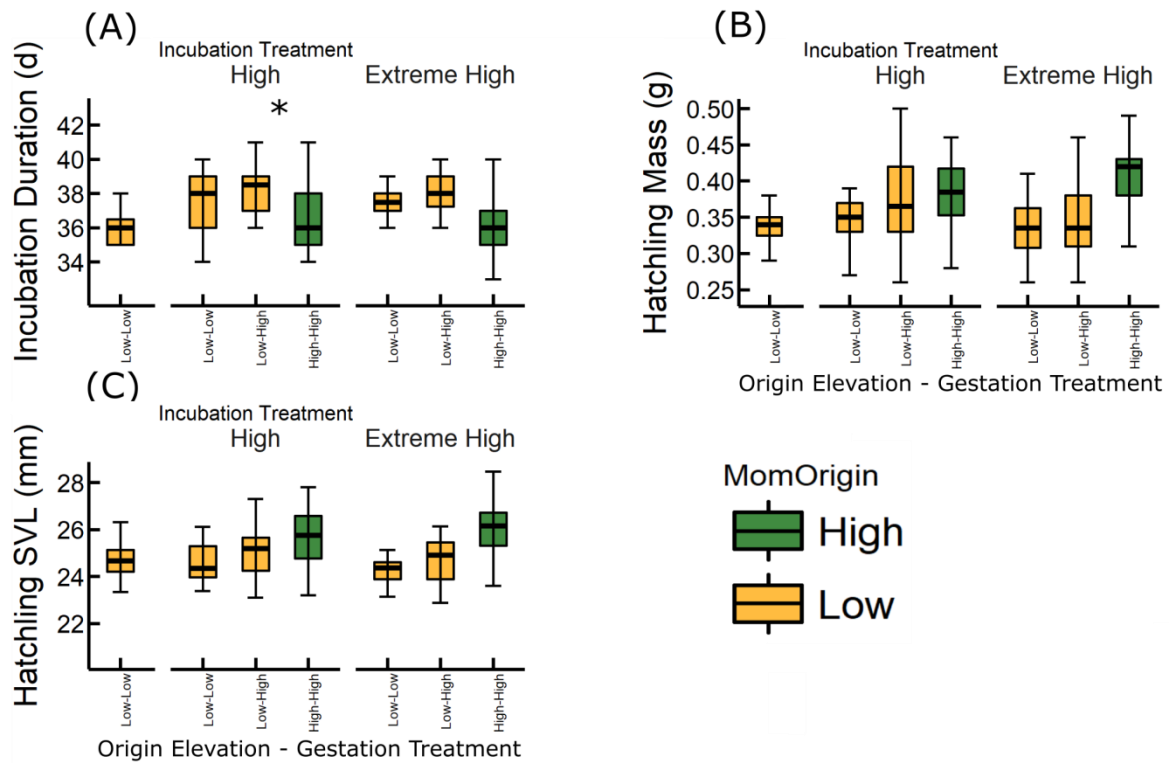 (A)
Incubation Treatment
High
Extreme High
*
Incubation Duration (d)
42
40
38
36
34
Low-Low
Low-Low
Low-High
High-High
Low-Low
Low-High
High-High
(B)
Incubation Treatment
High
Extreme High
Hatchling Mass (g)
0.50
0.45
0.40
0.35
0.30
0.25
Low-Low
Low-Low
Low-High
High-High
Low-Low
Low-High
High-High
Origin Elevation - Gestation Treatment
(C)
Incubation Treatment
High
Extreme High
Hatchling SVL (mm)
28
26
24
22
Low-Low
Low-Low
Low-High
High-High
Low-Low
Low-High
High-High
Origin Elevation - Gestation Treatment
MomOrigin
High
Low